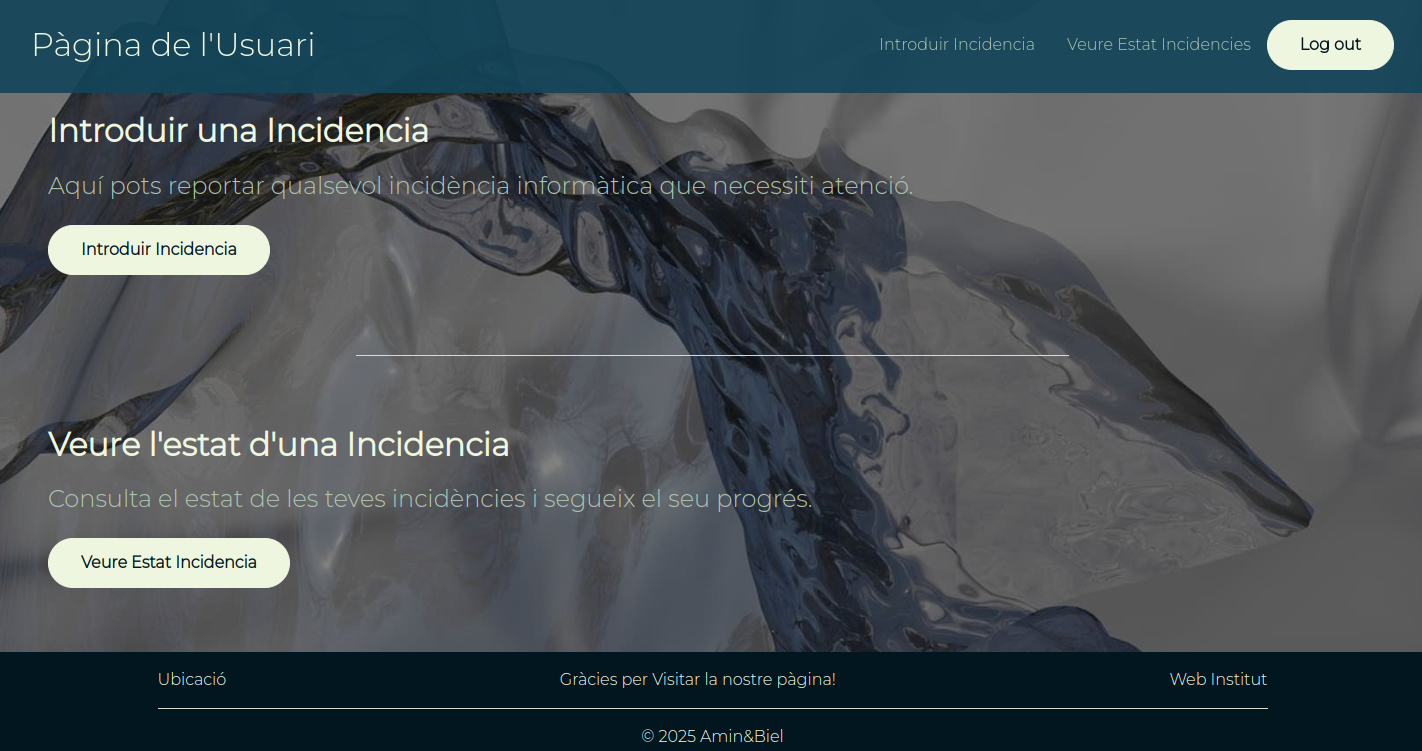 Pàgina de l'Usuari
Introduir Incidencia
Veure Estat Incidencies
Log out
Introduir una Incidencia
Aquí pots reportar qualsevol incidència informàtica que necessiti atenció.
Introduir Incidencia
Veure l'estat d'una Incidencia
Consulta el estat de les teves incidències i segueix el seu progrés.
Veure Estat Incidencia
Ubicació
Gràcies per Visitar la nostre pàgina!
Web Institut
© 2025 Amin&Biel